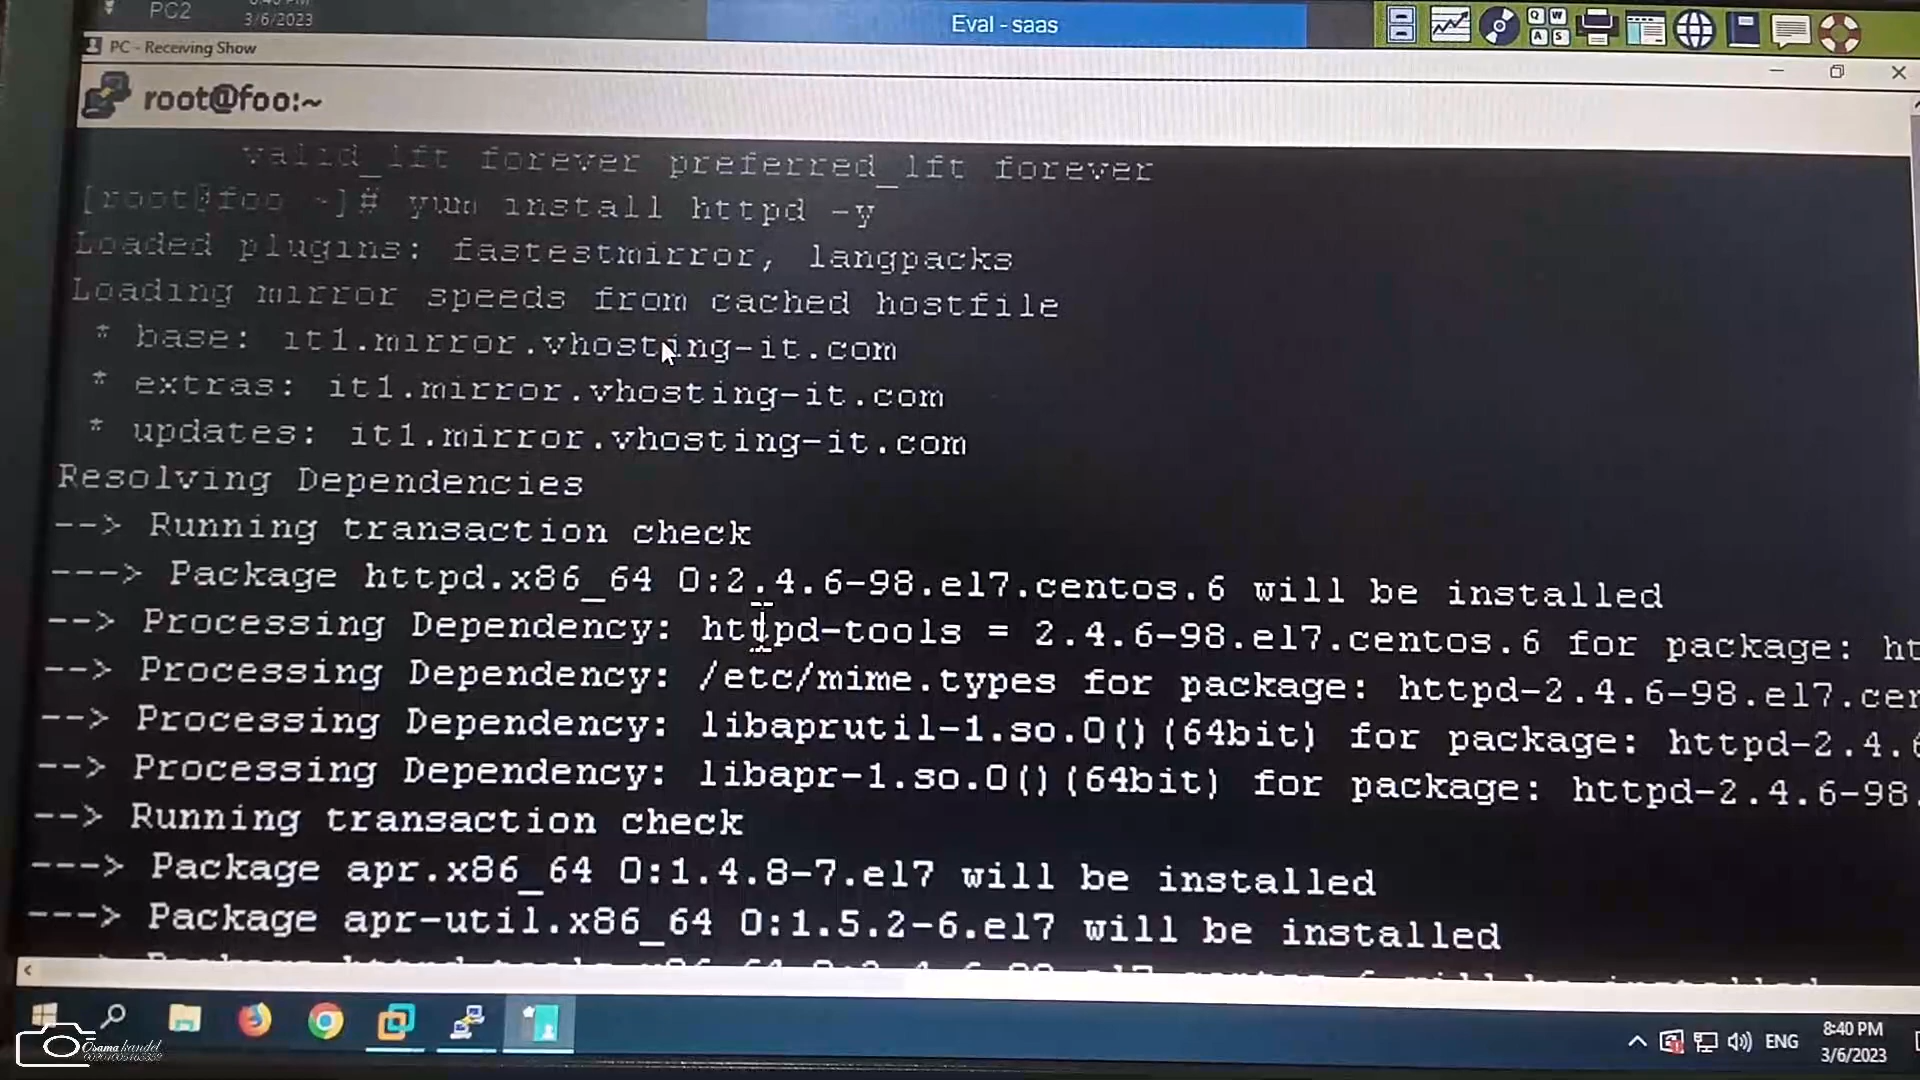 PC2
3/6/2023
Eval - saas
Q W
A S
PC - Receiving Show
root@foo:~
valid_lft forever preferred_lft forever
[root@foo ~]# yum install httpd -y
Loaded plugins: fastestmirror, langpacks
Loading mirror speeds from cached hostfile
* base: it1.mirror.vhosting-it.com
* extras: it1.mirror.vhosting-it.com
* updates: it1.mirror.vhosting-it.com
Resolving Dependencies
--> Running transaction check
---> Package httpd.x86_64 0:2.4.6-98.el7.centos.6 will be installed
--> Processing Dependency: httpd-tools = 2.4.6-98.el7.centos.6 for package: ht
--> Processing Dependency: /etc/mime.types for package: httpd-2.4.6-98.el7.cen
--> Processing Dependency: libaprutil-1.so.0()(64bit) for package: httpd-2.4.6
--> Processing Dependency: libapr-1.so.0()(64bit) for package: httpd-2.4.6-98.
--> Running transaction check
---> Package apr.x86_64 0:1.4.8-7.el7 will be installed
---> Package apr-util.x86_64 0:1.5.2-6.el7 will be installed
ENG
8:40 PM
3/6/2023
Osama kandel